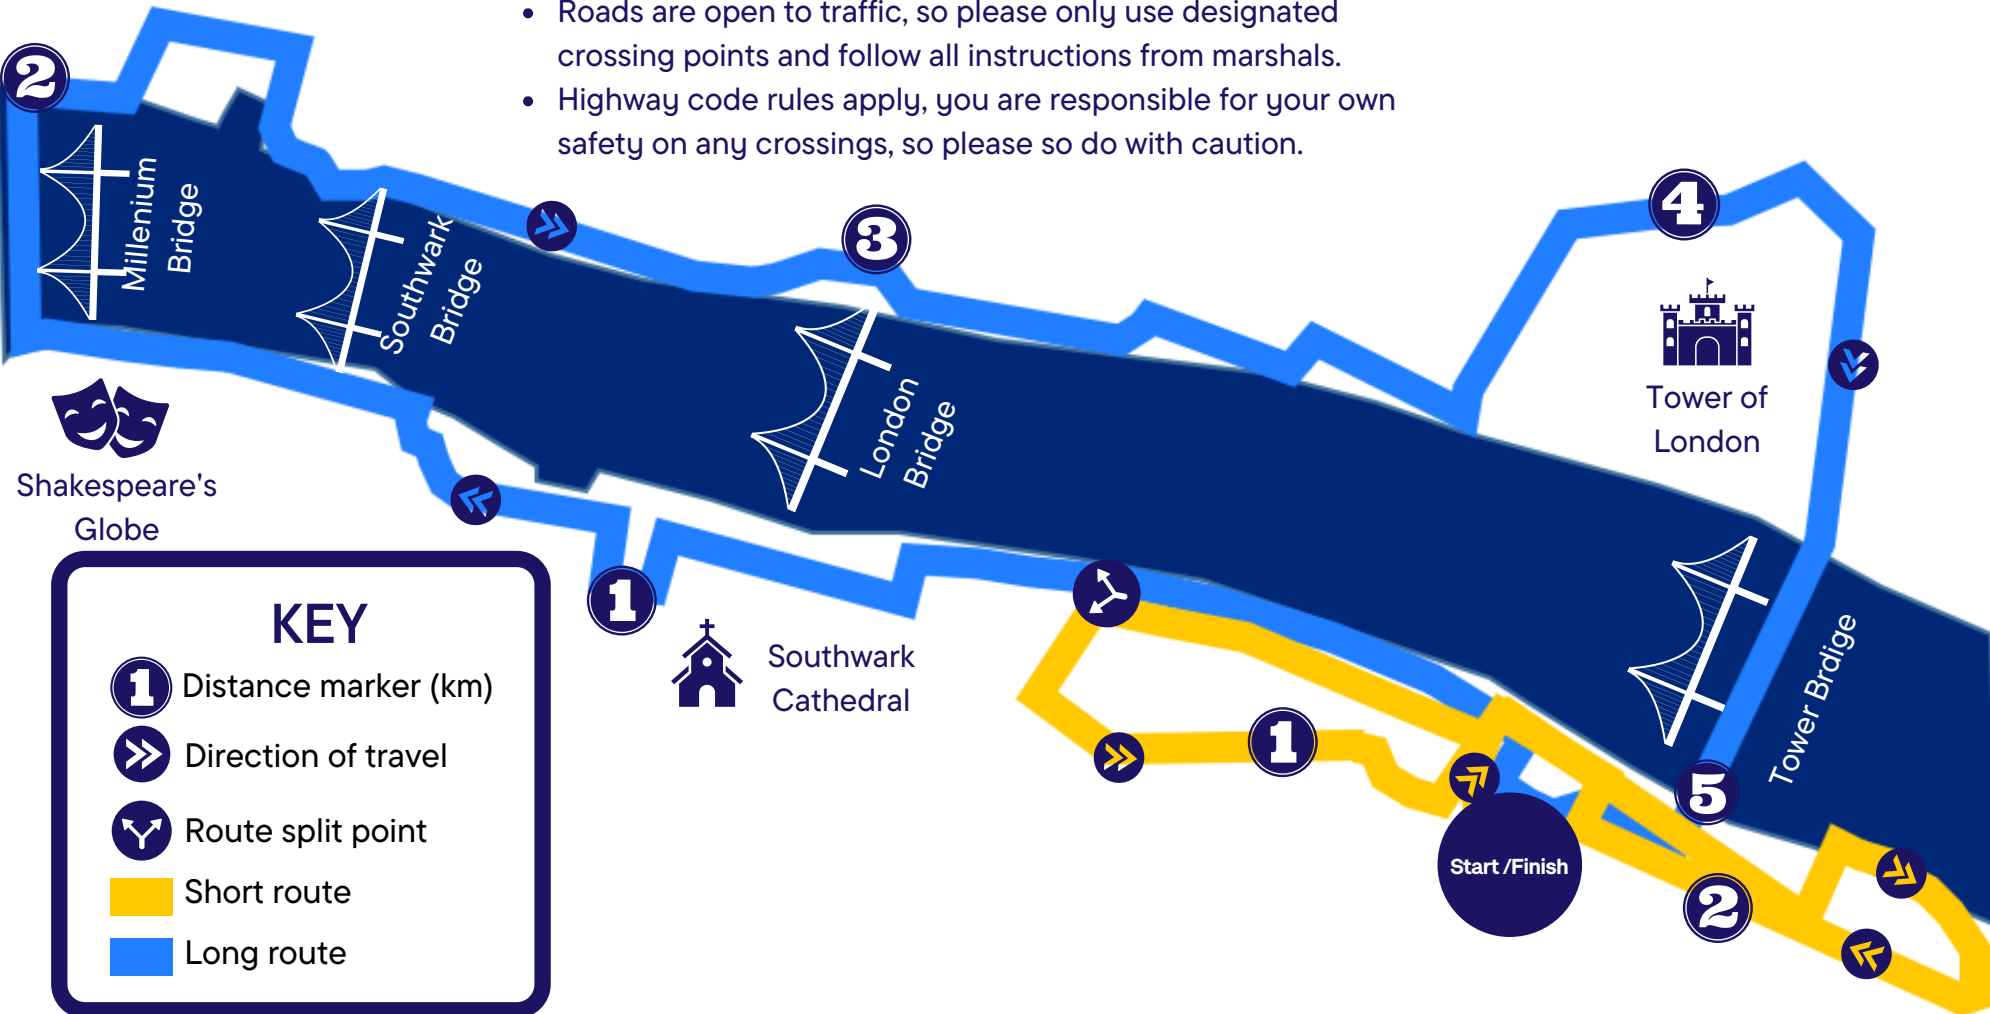 • Roads are open to traffic, so please only use designated
crossing points and follow all instructions from marshals.
• Highway code rules apply, you are responsible for your own
safety on any crossings, so please so do with caution.
2
Millenium
Bridge
Southwark
Bridge
3
4
Tower of
London
London
Bridge
Shakespeare's
Globe
1
Southwark
Cathedral
Tower Brdige
1
5
Start /Finish
2
KEY
1 Distance marker (km)
Direction of travel
Route split point
Short route
Long route